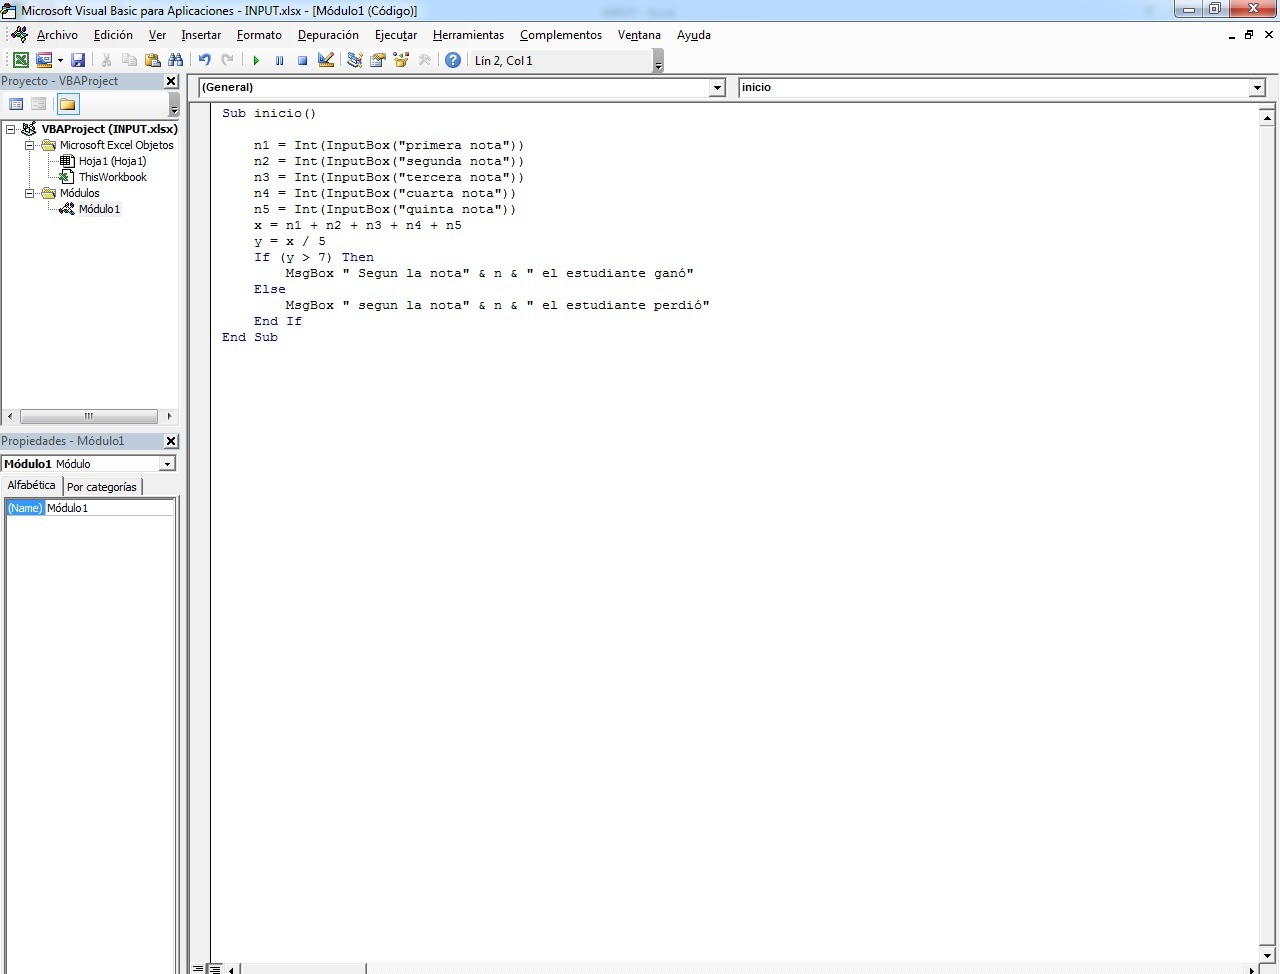 Microsoft Visual Basic para Aplicaciones - INPUT.xlsx - [Módulo1 (Código)]
Archivo Edición Ver Insertar Formato Depuración Ejecutar Herramientas Complementos Ventana Ayuda
Lín 2, Col 1
Proyecto - VBAProject
VBAProject (INPUT.xlsx)
Microsoft Excel Objetos
Hoja1 (Hoja1)
ThisWorkbook
Módulos
Módulo1
Propiedades - Módulo1
Módulo1 Módulo
Alfabética Por categorías
(Name) Módulo1
(General) inicio
Sub inicio()
n1 = Int(InputBox("primera nota"))
n2 = Int(InputBox("segunda nota"))
n3 = Int(InputBox("tercera nota"))
n4 = Int(InputBox("cuarta nota"))
n5 = Int(InputBox("quinta nota"))
x = n1 + n2 + n3 + n4 + n5
y = x / 5
If (y > 7) Then
MsgBox " Segun la nota" & n & " el estudiante ganó"
Else
MsgBox " segun la nota" & n & " el estudiante perdió"
End If
End Sub